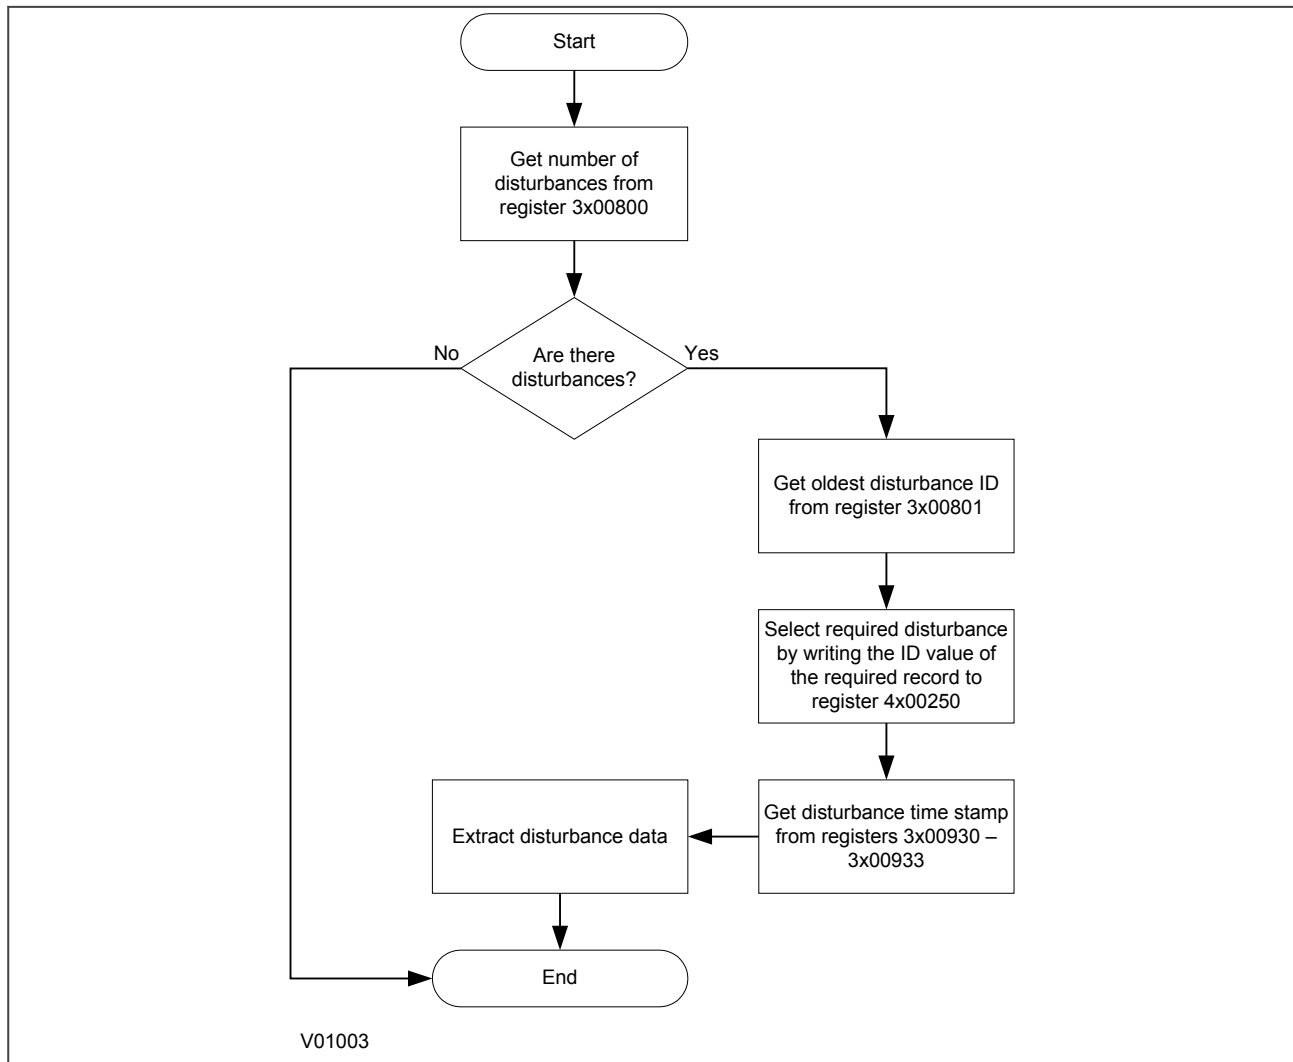 Start
Get number of
disturbances from
register 3x00800
Are there
disturbances?
No
Yes
Get oldest disturbance ID
from register 3x00801
Select required disturbance
by writing the ID value of
the required record to
register 4x00250
Get disturbance time stamp
from registers 3x00930 –
3x00933
Extract disturbance data
End
V01003